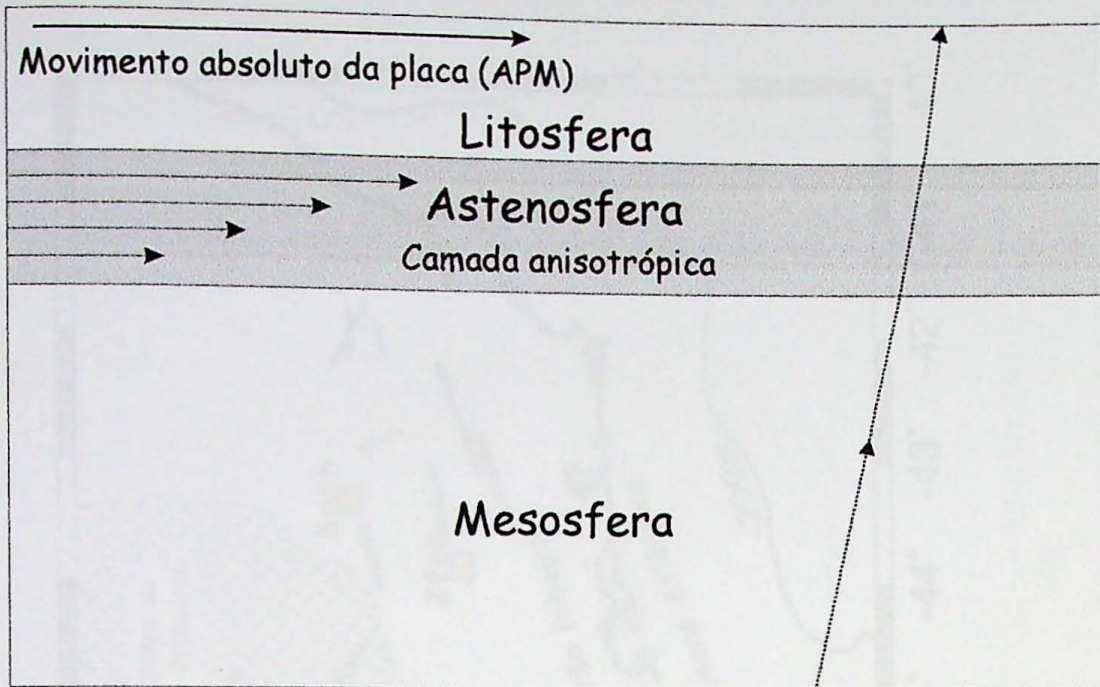 Movimento absoluto da placa (APM)
Litosfera
Astenosfera
Camada anisotrópica
Mesosfera